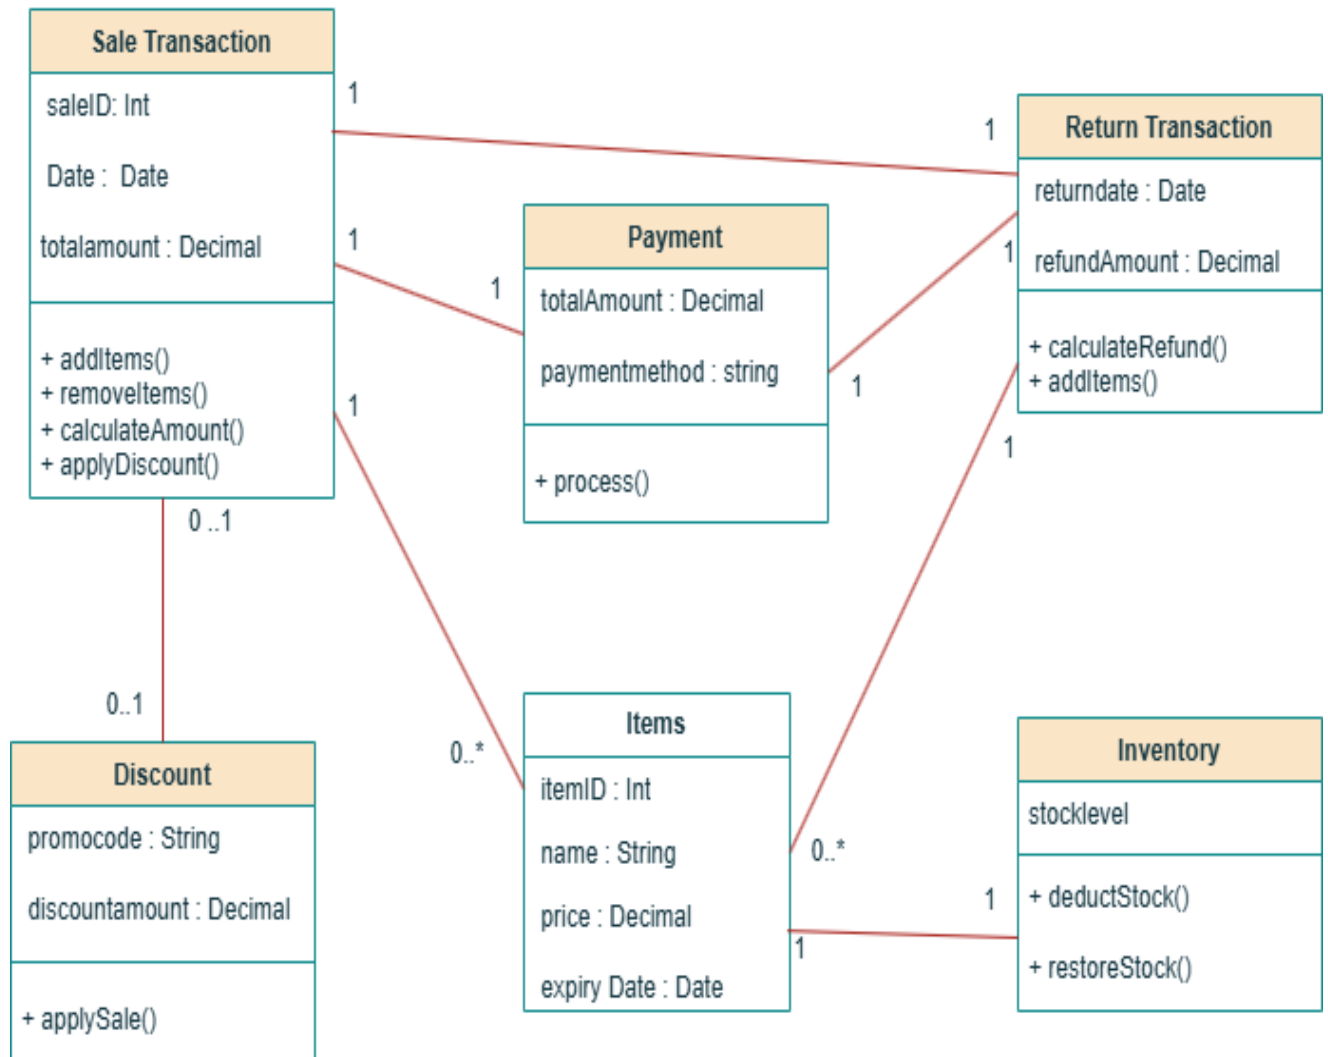 Sale Transaction
saleID: Int
Date : Date
totalamount : Decimal
+ addItems()
+ removeItems()
+ calculateAmount()
+ applyDiscount()
1
1
1
0 ..1
1
1
Return Transaction
returndate : Date
refundAmount : Decimal
+ calculateRefund()
+ addItems()
1
1
Payment
totalAmount : Decimal
paymentmethod : string
+ process()
1
0..1
Discount
promocode : String
discountamount : Decimal
+ applySale()
0..*
Items
itemID : Int
name : String
price : Decimal
expiry Date : Date
0..*
1
1
Inventory
stocklevel
+ deductStock()
+ restoreStock()